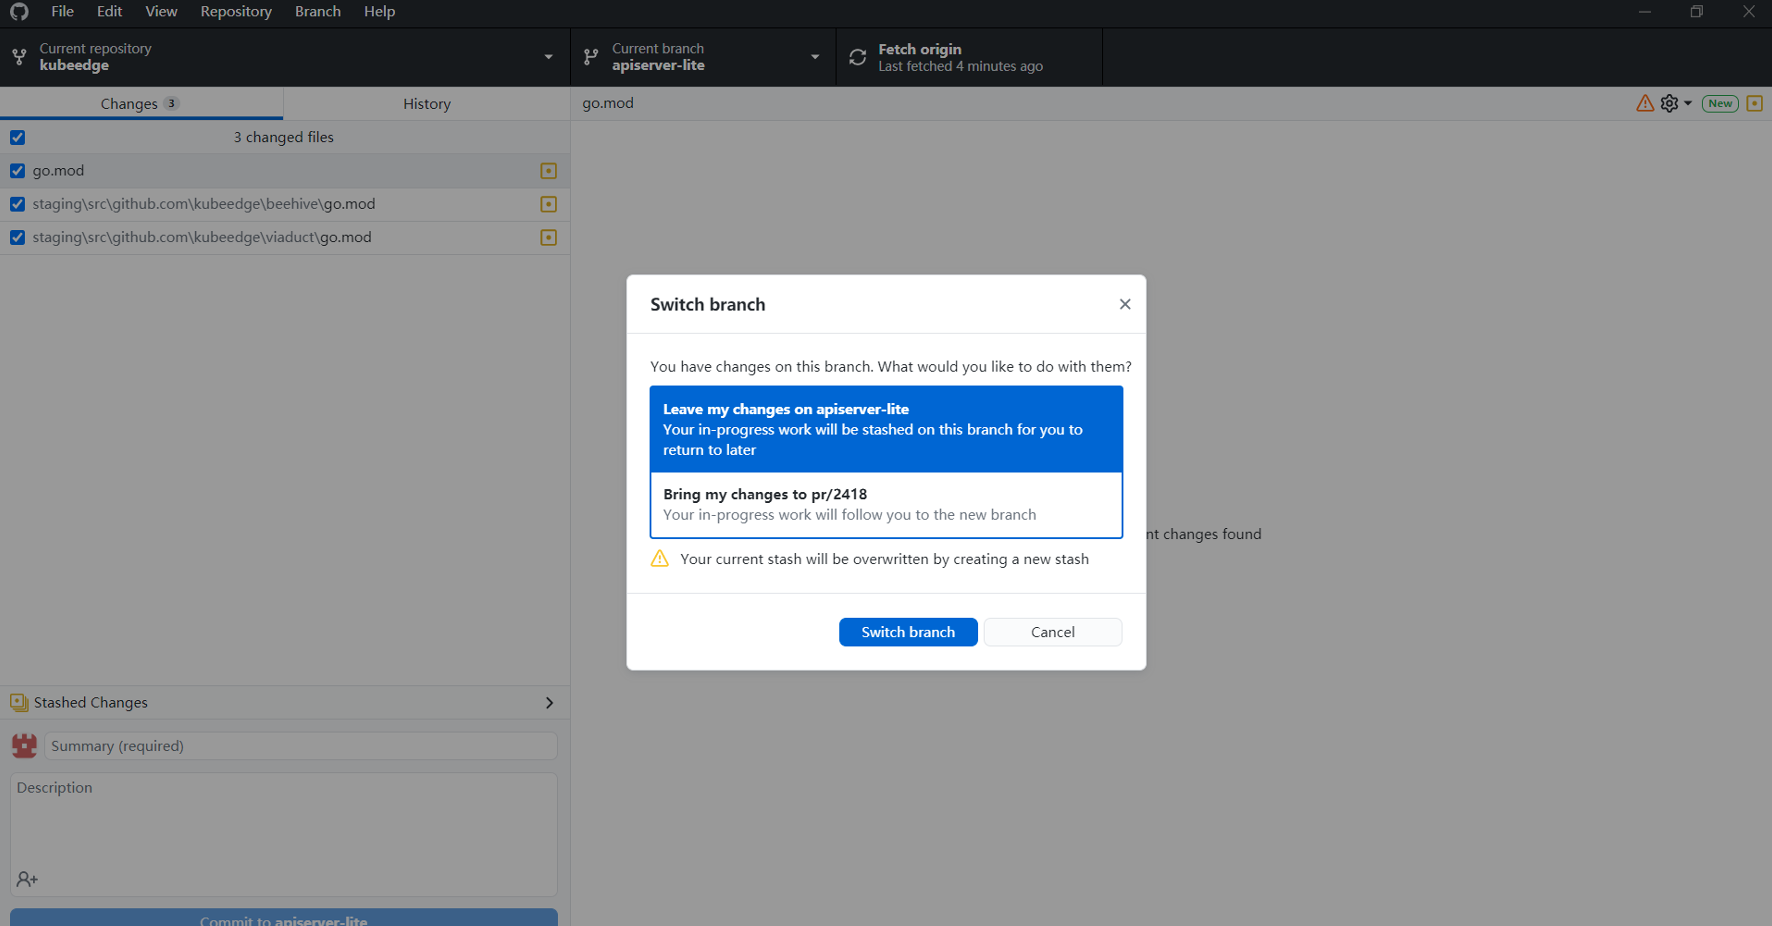 File Edit View Repository Branch Help
Current repository
kubeedge
Current branch
apiserver-lite
Fetch origin
Last fetched 4 minutes ago
Changes 3
History
go.mod
New
3 changed files
go.mod
staging\src\github.com\kubeedge\beehive\go.mod
staging\src\github.com\kubeedge\viaduct\go.mod
Switch branch
You have changes on this branch. What would you like to do with them?
Leave my changes on apiserver-lite
Your in-progress work will be stashed on this branch for you to
return to later
Bring my changes to pr/2418
Your in-progress work will follow you to the new branch
nt changes found
Your current stash will be overwritten by creating a new stash
Switch branch
Cancel
Stashed Changes
Summary (required)
Description
Commit to apiserver-lite